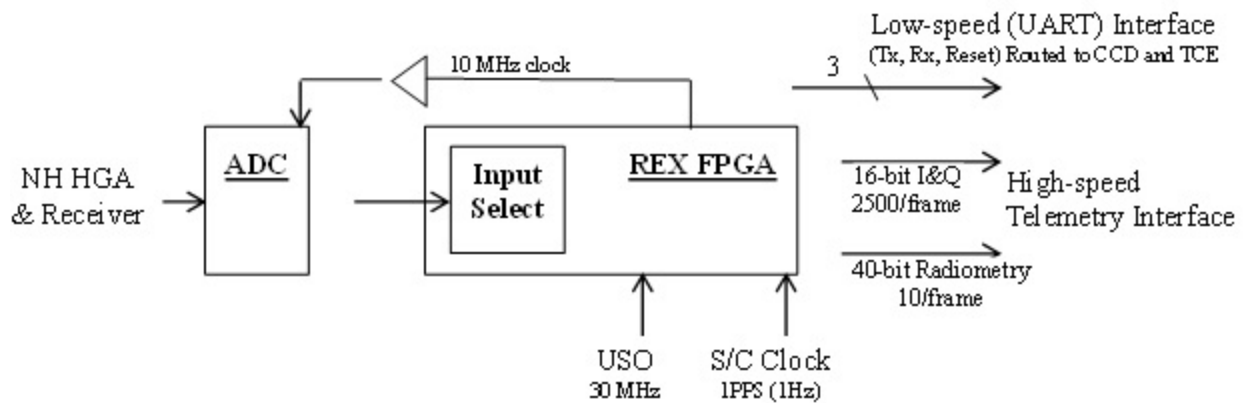 Low-speed (UART) Interface
(Tx, Rx, Reset) Routed to CCD and TCE
3
10 MHz clock
ADC
REX FPGA
Input
Select
NH HGA
& Receiver
16-bit I&Q
2500/frame
High-speed
Telemetry Interface
40-bit Radiometry
10/frame
USO
30 MHz
S/C Clock
1PPS (1Hz)